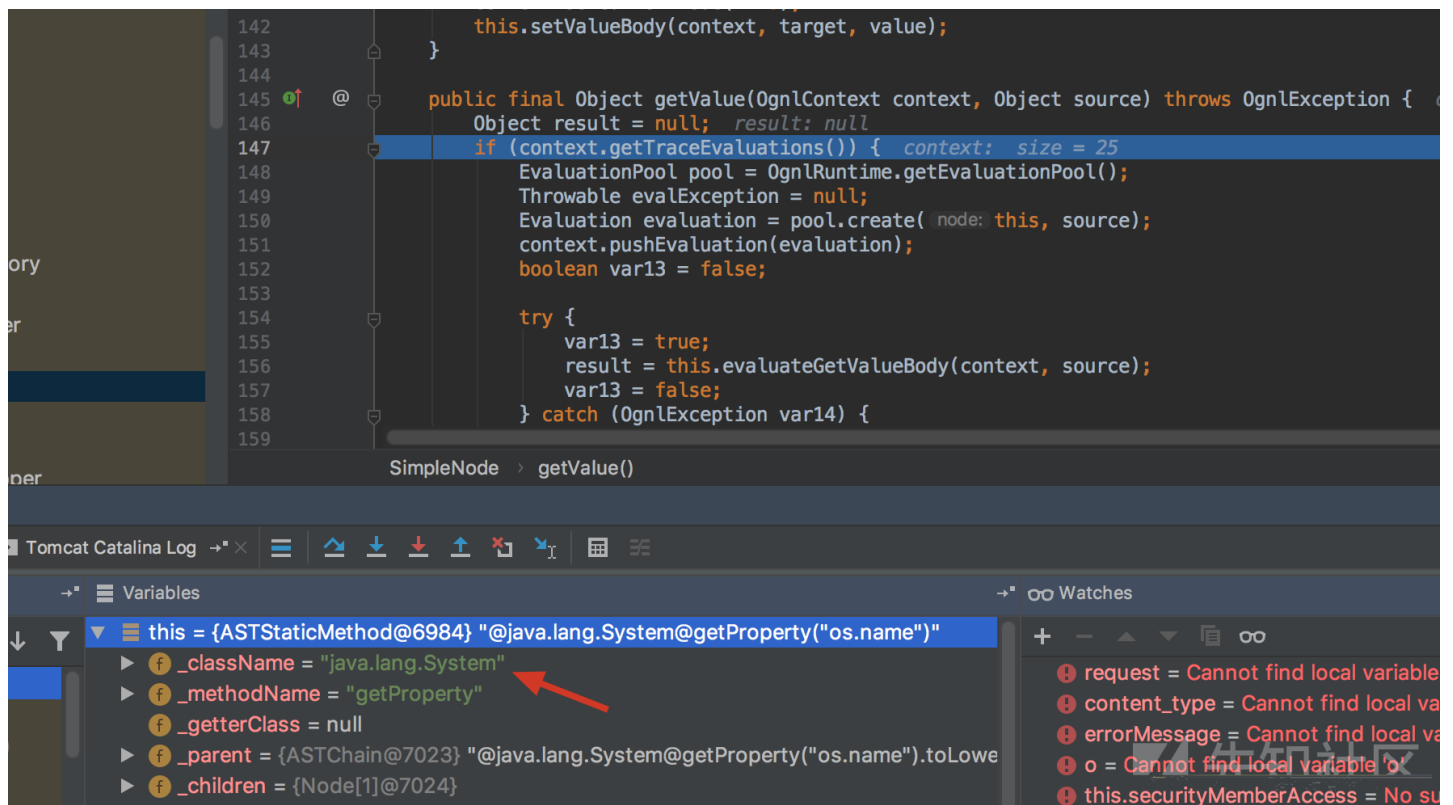 142 this.setValueBody(context, target, value);
143 }
144
145 @ public final Object getValue(OgnlContext context, Object source) throws OgnlException {
146 Object result = null; result: null
147 if (context.getTraceEvaluations()) { context: size = 25
148 EvaluationPool pool = OgnlRuntime.getEvaluationPool();
149 Throwable evalException = null;
150 Evaluation evaluation = pool.create( node: this, source);
151 context.pushEvaluation(evaluation);
152 boolean var13 = false;
153
154 try {
155 var13 = true;
156 result = this.evaluateGetValueBody(context, source);
157 var13 = false;
158 } catch (OgnlException var14) {
159
ory
er
per
SimpleNode › getValue()
Tomcat Catalina Log
Variables
Watches
this = {ASTStaticMethod@6984} "@java.lang.System@getProperty("os.name")"
f _className = "java.lang.System"
f _methodName = "getProperty"
f _getterClass = null
f _parent = {ASTChain@7023} "@java.lang.System@getProperty("os.name").toLowe
f _children = {Node[1]@7024}
request = Cannot find local variable
content_type = Cannot find local va
errorMessage = Cannot find local va
o = Cannot find local variable 'o'
this.securityMemberAccess = No su
先知社区